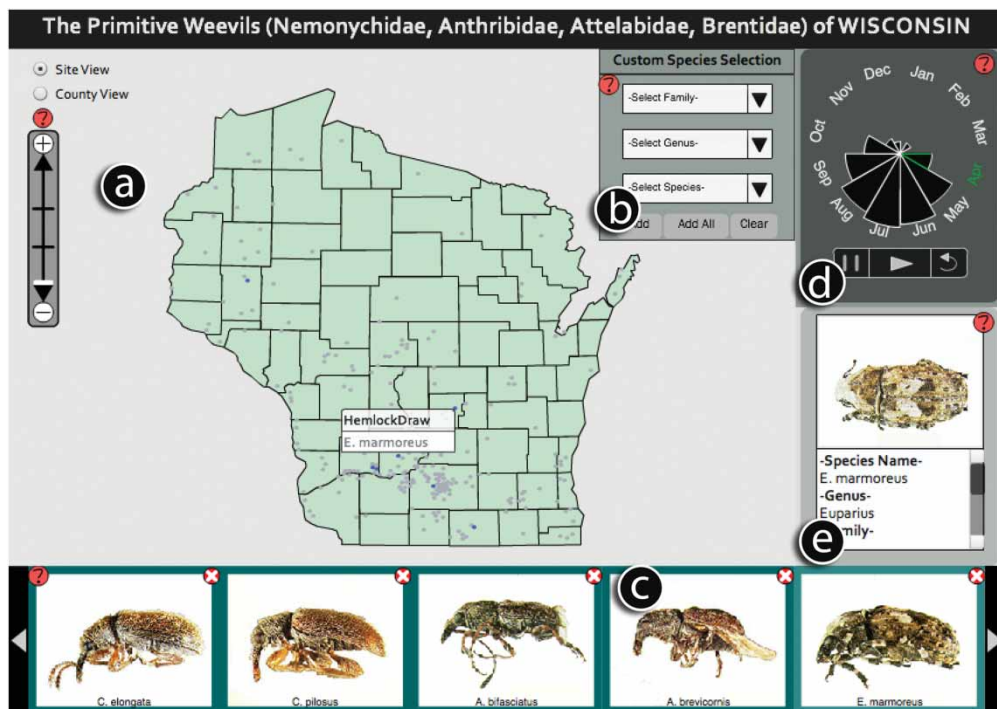 The Primitive Weevils (Nemonychidae, Anthribidae, Attelabidae, Brentidae) of WISCONSIN
Site View
County View
?
+
−
a
HemlockDraw
E. marmoreus
Custom Species Selection
?
-Select Family-
-Select Genus-
-Select Species-
b
Add All
Clear
?
Jan
Feb
Mar
Apr
May
Jun
Jul
Aug
Sep
Oct
Nov
Dec
d
?
-Species Name-
E. marmoreus
-Genus-
Euparius
e
?
c
C. elongata
C. pilosus
A. bifasciatus
A. brevicornis
E. marmoreus